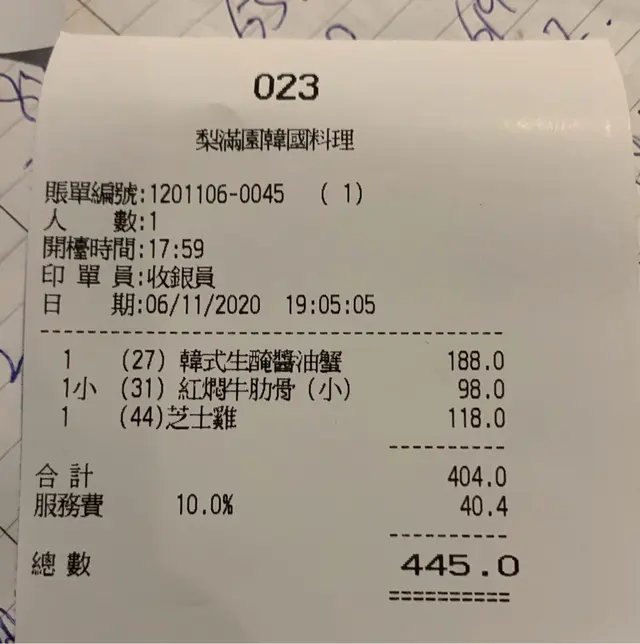 023
梨滿園韓國料理
賬單編號:1201106-0045 ( 1)
人 數:1
開檯時間:17:59
印 單 員:收銀員
日 期:06/11/2020 19:05:05
1 (27) 韓式生醃醬油蟹 188.0
1小 (31) 紅燜牛肋骨（小） 98.0
1 (44)芝士雞 118.0
合 計 404.0
服務費 10.0% 40.4
總 數 445.0